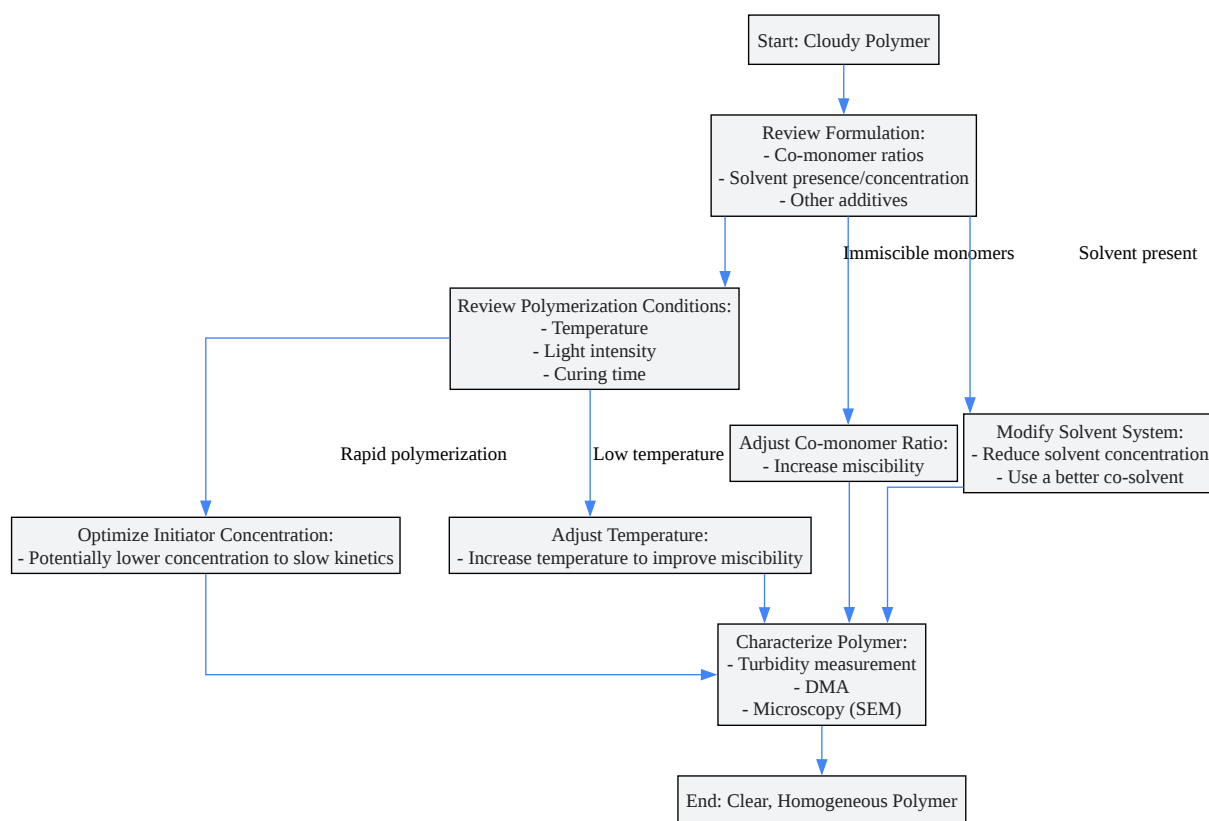 Start: Cloudy Polymer
Review Formulation:
- Co-monomer ratios
- Solvent presence/concentration
- Other additives
Immiscible monomers
Solvent present
Review Polymerization Conditions:
- Temperature
- Light intensity
- Curing time
Rapid polymerization
Low temperature
Adjust Co-monomer Ratio:
- Increase miscibility
Modify Solvent System:
- Reduce solvent concentration
- Use a better co-solvent
Optimize Initiator Concentration:
- Potentially lower concentration to slow kinetics
Adjust Temperature:
- Increase temperature to improve miscibility
Characterize Polymer:
- Turbidity measurement
- DMA
- Microscopy (SEM)
End: Clear, Homogeneous Polymer